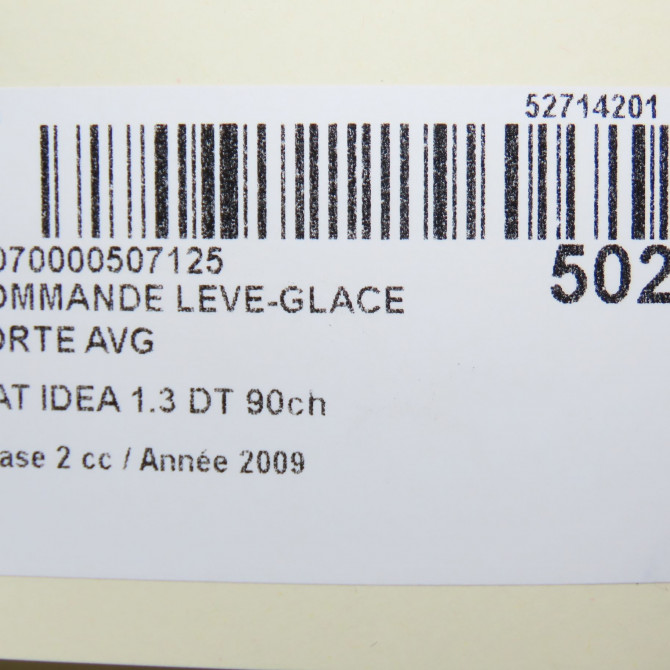 52714201
070000507125
502
OMMANDE LEVE-GLACE
ORTE AVG
AT IDEA 1.3 DT 90ch
ase 2 cc / Année 2009